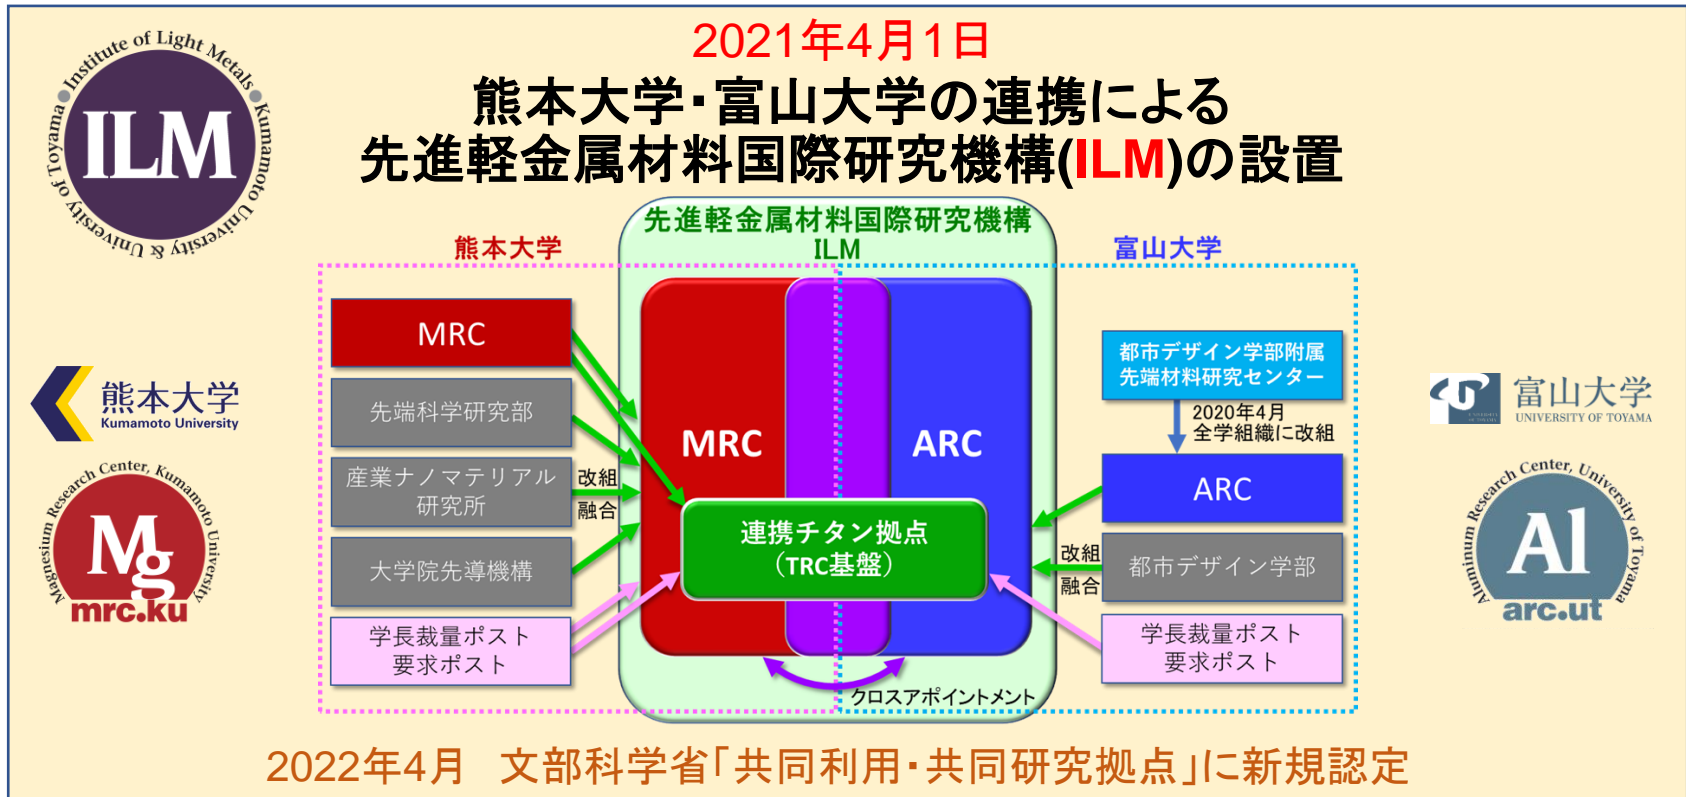 2021年4月1日
熊本大学・富山大学の連携による
先進軽金属材料国際研究機構(ILM)の設置
Institute of Light Metals
Kumamoto University & University of Toyama
ILM
先進軽金属材料国際研究機構
ILM
熊本大学
富山大学
MRC
先端科学研究部
産業ナノマテリアル
研究所
大学院先導機構
学長裁量ポスト
要求ポスト
改組
融合
MRC
ARC
連携チタン拠点
（TRC基盤）
クロスアポイントメント
都市デザイン学部附属
先端材料研究センター
2020年4月
全学組織に改組
ARC
改組
融合
都市デザイン学部
学長裁量ポスト
要求ポスト
熊本大学
Kumamoto University
Magnesium Research Center, Kumamoto University
Mg
mrc.ku
富山大学
UNIVERSITY OF TOYAMA
Aluminum Research Center, University of Toyama
Al
arc.ut
2022年4月　文部科学省「共同利用・共同研究拠点」に新規認定